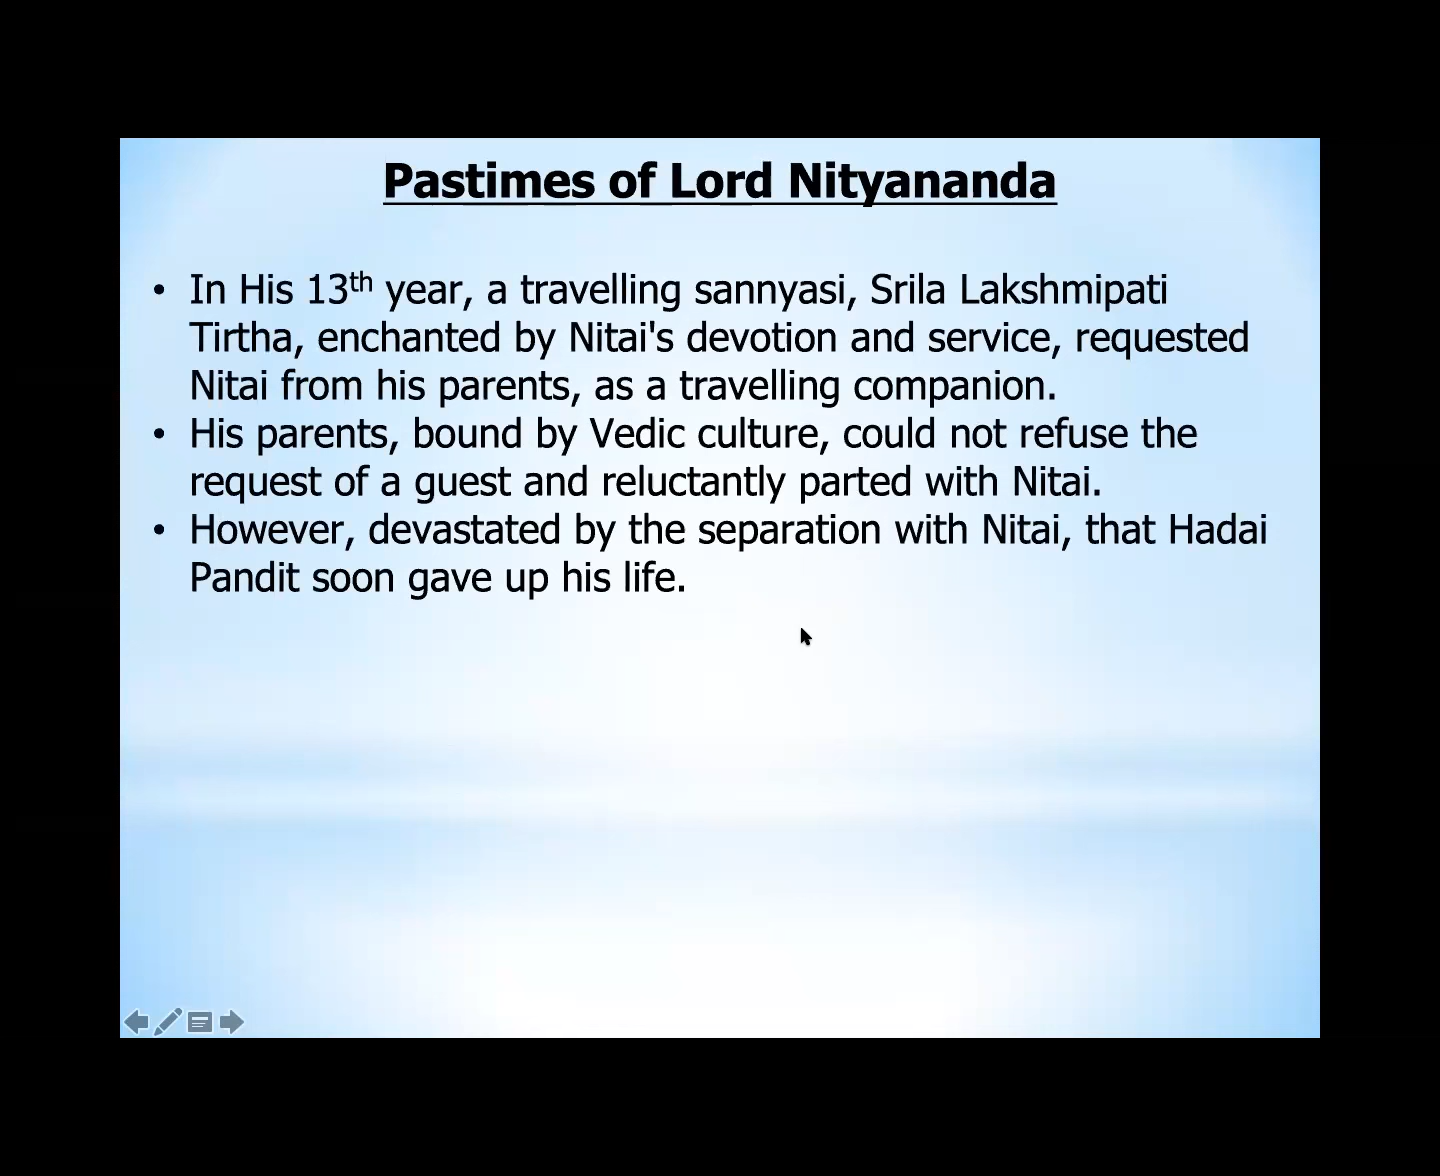 Pastimes of Lord Nityananda
• In His 13th year, a travelling sannyasi, Srila Lakshmipati
Tirtha, enchanted by Nitai's devotion and service, requested
Nitai from his parents, as a travelling companion.
• His parents, bound by Vedic culture, could not refuse the
request of a guest and reluctantly parted with Nitai.
• However, devastated by the separation with Nitai, that Hadai
Pandit soon gave up his life.